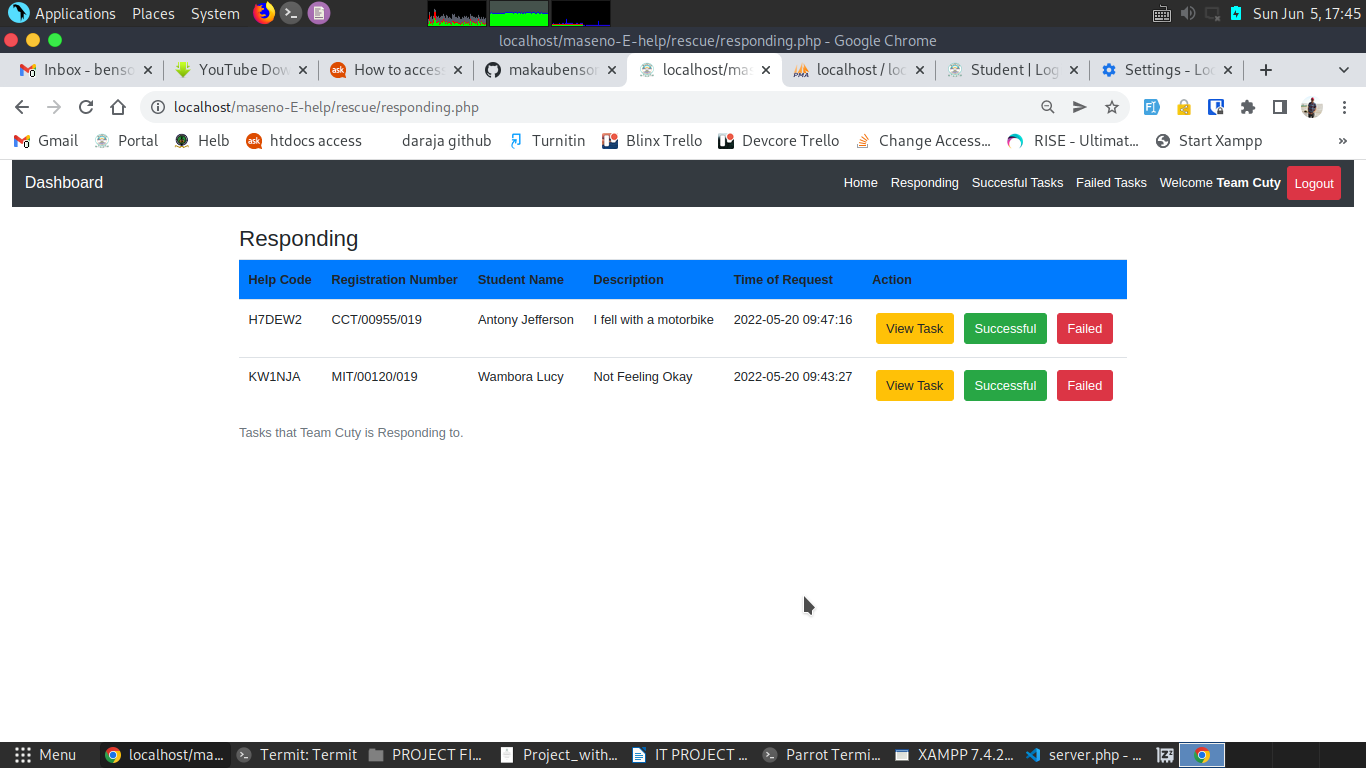 Applications Places System Sun Jun 5, 17:45
localhost/maseno-E-help/rescue/responding.php - Google Chrome
Inbox - benso YouTube Dow How to acces makaubenson localhost/ma localhost / loc Student | Log Settings - Loc
localhost/maseno-E-help/rescue/responding.php
Gmail Portal Helb htdocs access daraja github Turnitin Blinx Trello Devcore Trello Change Access... RISE - Ultimat... Start Xampp »
Dashboard Home Responding Succesful Tasks Failed Tasks Welcome Team Cuty Logout
Responding
Help Code Registration Number Student Name Description Time of Request Action
H7DEW2 CCT/00955/019 Antony Jefferson I fell with a motorbike 2022-05-20 09:47:16 View Task Successful Failed
KW1NJA MIT/00120/019 Wambora Lucy Not Feeling Okay 2022-05-20 09:43:27 View Task Successful Failed
Tasks that Team Cuty is Responding to.
Menu localhost/ma... Termit: Termit PROJECT FI... Project_with... IT PROJECT ... Parrot Termi... XAMPP 7.4.2... server.php - ...